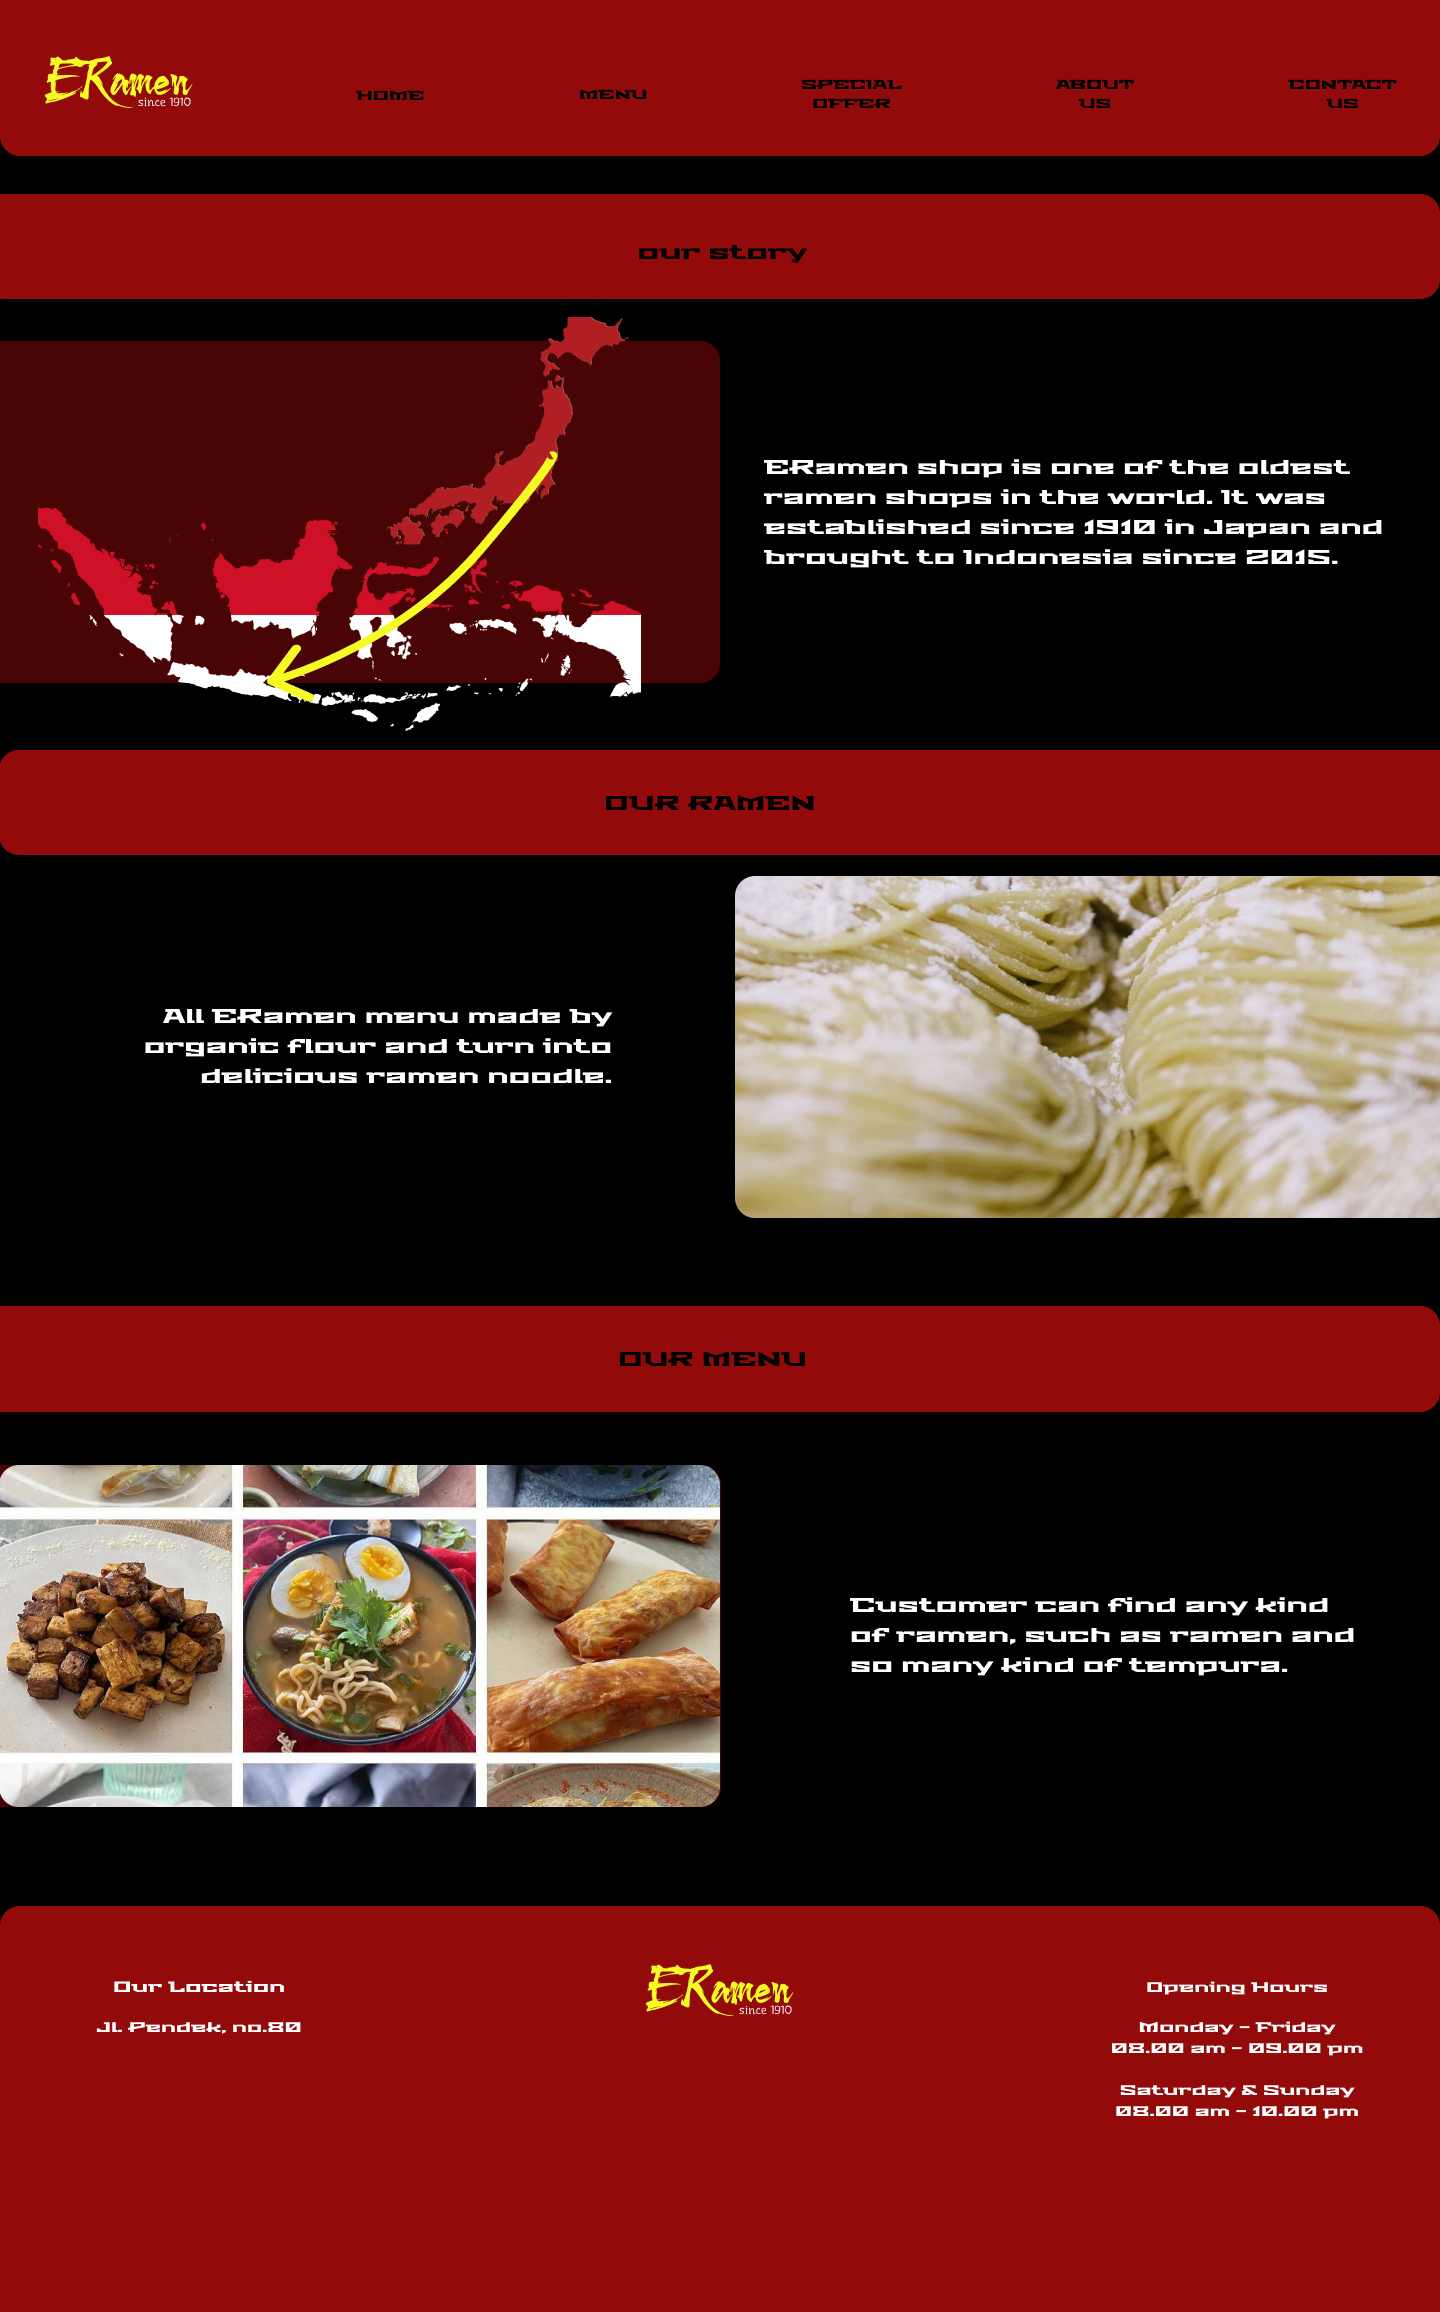 ERamen
since 1910
HOME
MENU
SPECIAL
OFFER
ABOUT
US
CONTACT
US
our story
ERamen shop is one of the oldest
ramen shops in the world. It was
established since 1910 in Japan and
brought to Indonesia since 2015.
OUR RAMEN
All ERamen menu made by
organic flour and turn into
delicious ramen noodle.
OUR MENU
Customer can find any kind
of ramen, such as ramen and
so many kind of tempura.
Our Location
Jl. Pendek, no.80
ERamen
since 1910
Opening Hours
Monday - Friday
08.00 am - 09.00 pm
Saturday & Sunday
08.00 am - 10.00 pm